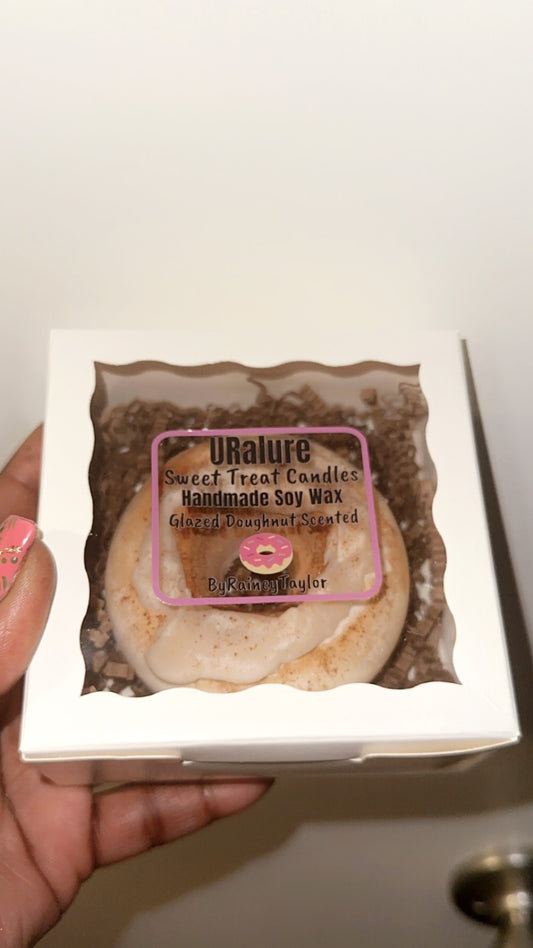 URalure
Sweet Treat Candles
Handmade Soy Wax
Glazed Doughnut Scented
ByRaineyTaylor